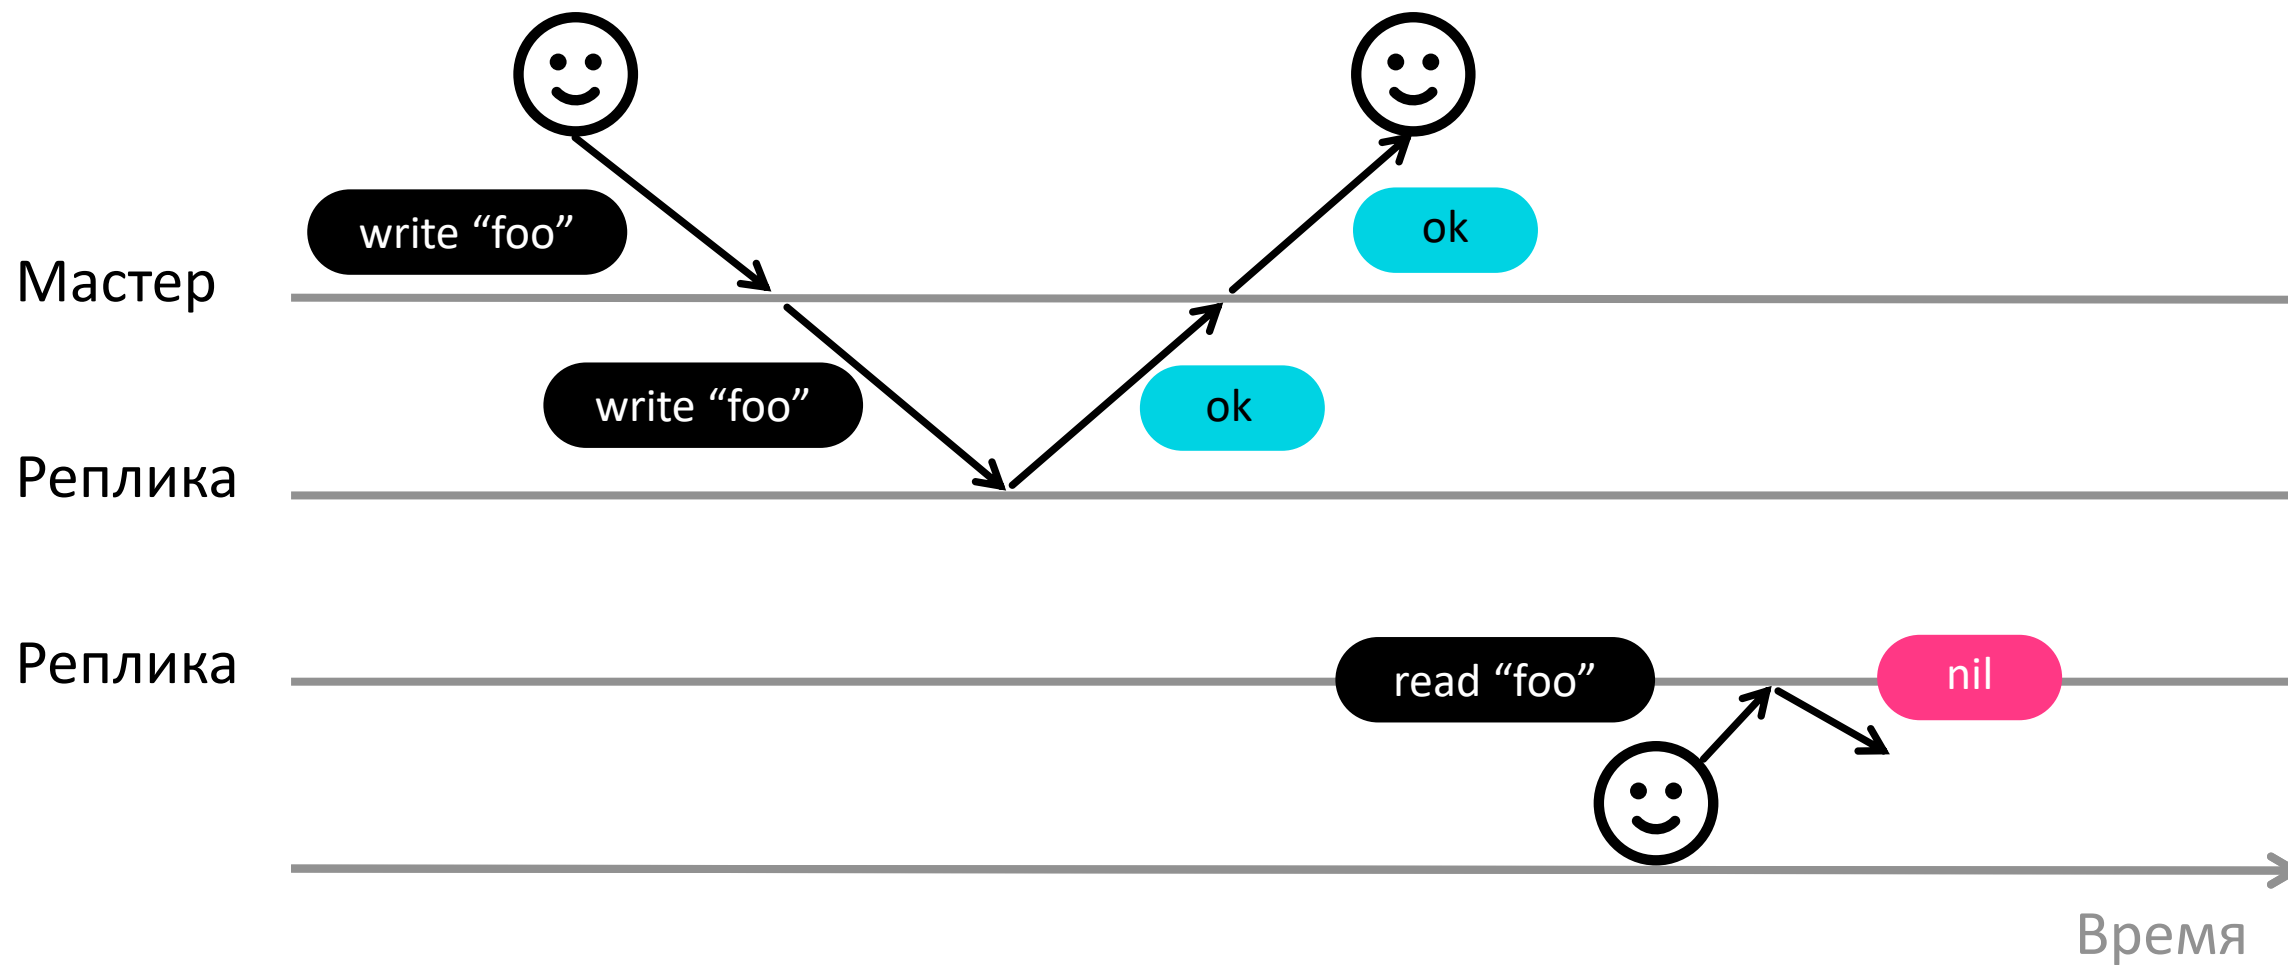 write “foo”
ok
Мастер
write “foo”
ok
Реплика
Реплика
read “foo”
nil
Время